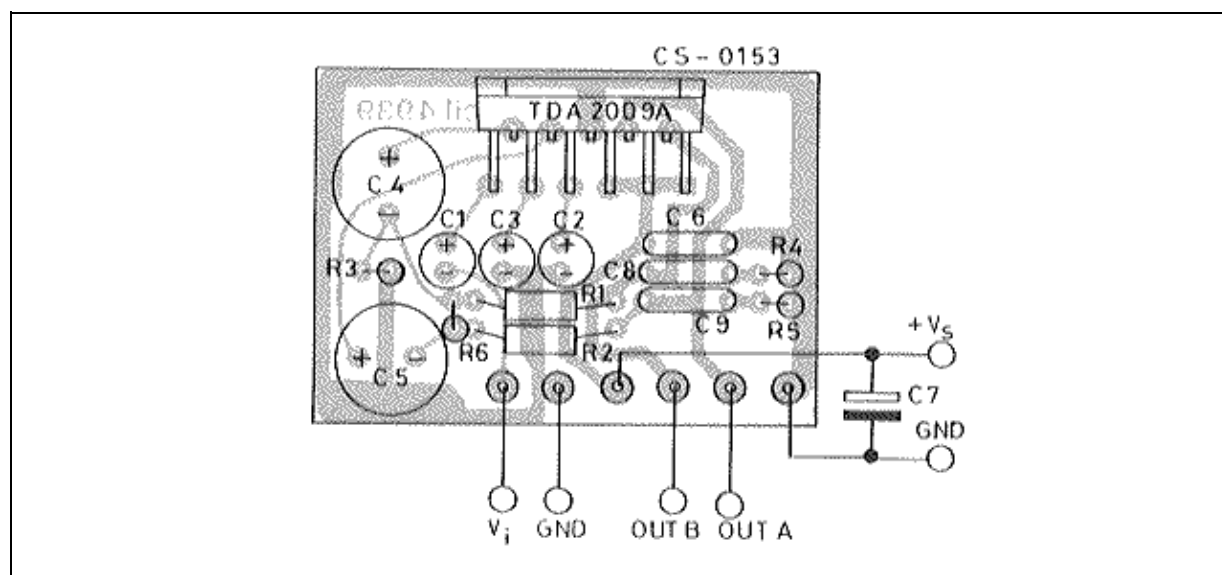 CS-0153
TDA 2009A
+
C4
-
C1 C3 C2 C6
+ + +
- - -
R3 C8 R4
R1
C9
R6 R2 R5
+ -
C5
+Vs
C7
GND
Vi GND OUT B OUT A